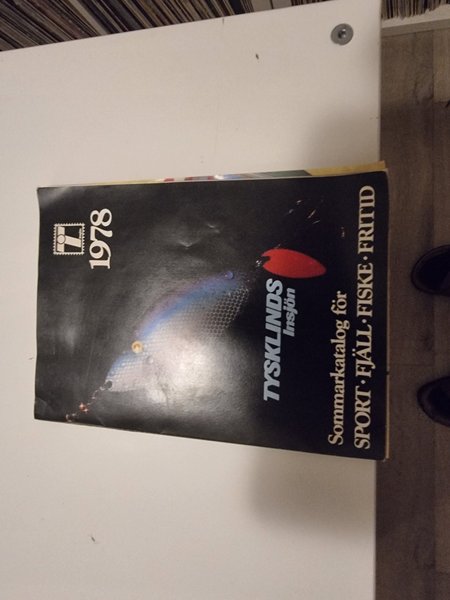 1978
TYSKLINDS
Insjön
Sommarkatalog för
SPORT · FJÄLL · FISKE · FRITID